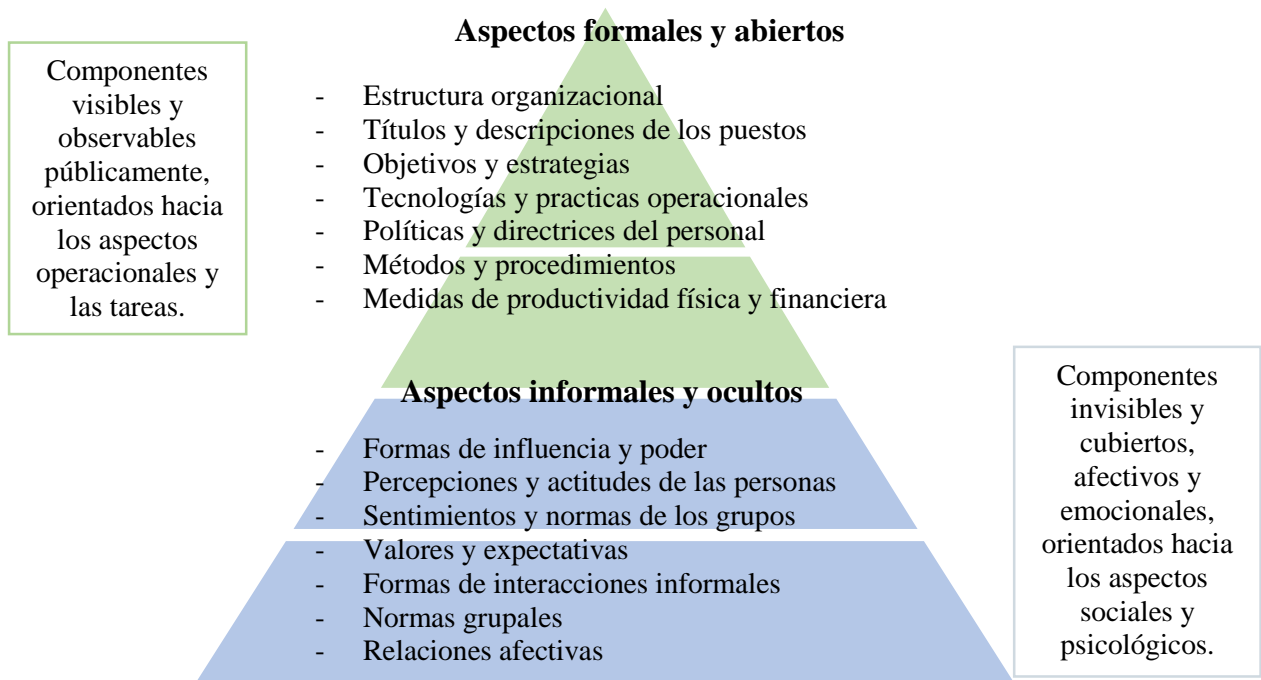 Aspectos formales y abiertos
Componentes
visibles y
observables
públicamente,
orientados hacia
los aspectos
operacionales y
las tareas.
- Estructura organizacional
- Títulos y descripciones de los puestos
- Objetivos y estrategias
- Tecnologías y practicas operacionales
- Políticas y directrices del personal
- Métodos y procedimientos
- Medidas de productividad física y financiera
Aspectos informales y ocultos
- Formas de influencia y poder
- Percepciones y actitudes de las personas
- Sentimientos y normas de los grupos
- Valores y expectativas
- Formas de interacciones informales
- Normas grupales
- Relaciones afectivas
Componentes
invisibles y
cubiertos,
afectivos y
emocionales,
orientados hacia
los aspectos
sociales y
psicológicos.